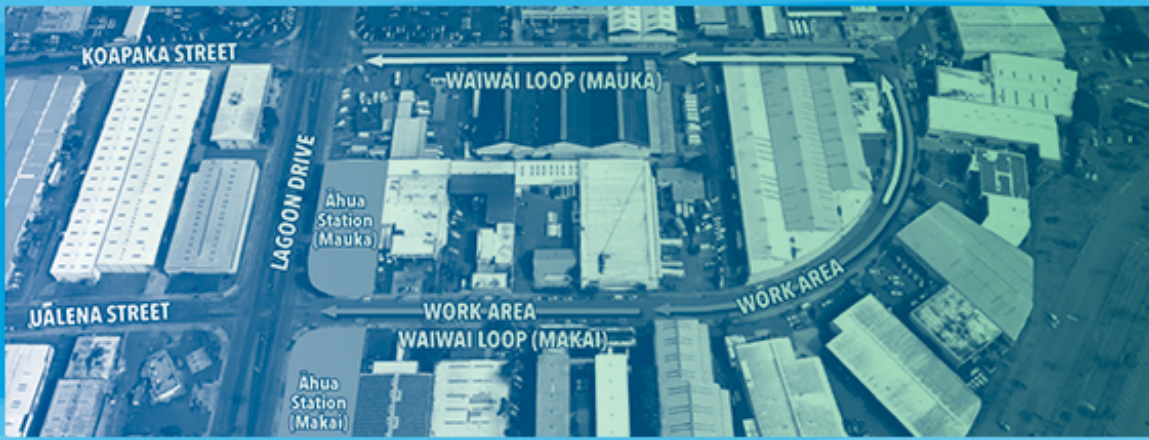 KOAPAKA STREET
WAIWAI LOOP (MAUKA)
LAGOON DRIVE
Āhua
Station
(Mauka)
WORK AREA
UALENA STREET
WORK AREA
WAIWAI LOOP (MAKAI)
Āhua
Station
(Makai)